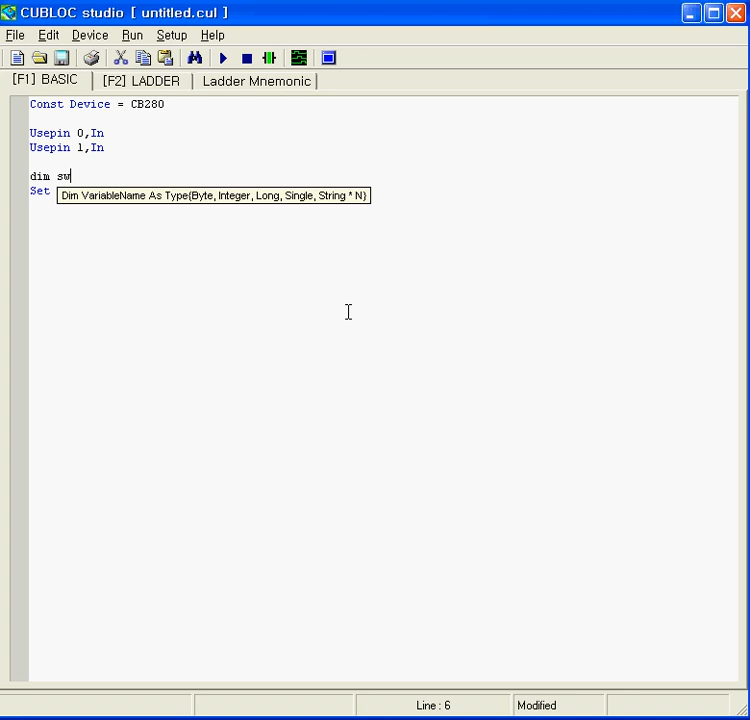 CUBLOC studio [ untitled.cul ]
File Edit Device Run Setup Help
[F1] BASIC [F2] LADDER Ladder Mnemonic
Const Device = CB280
Usepin 0,In
Usepin 1,In
dim sw
Set
Dim VariableName As Type{Byte, Integer, Long, Single, String * N}
Line : 6 Modified